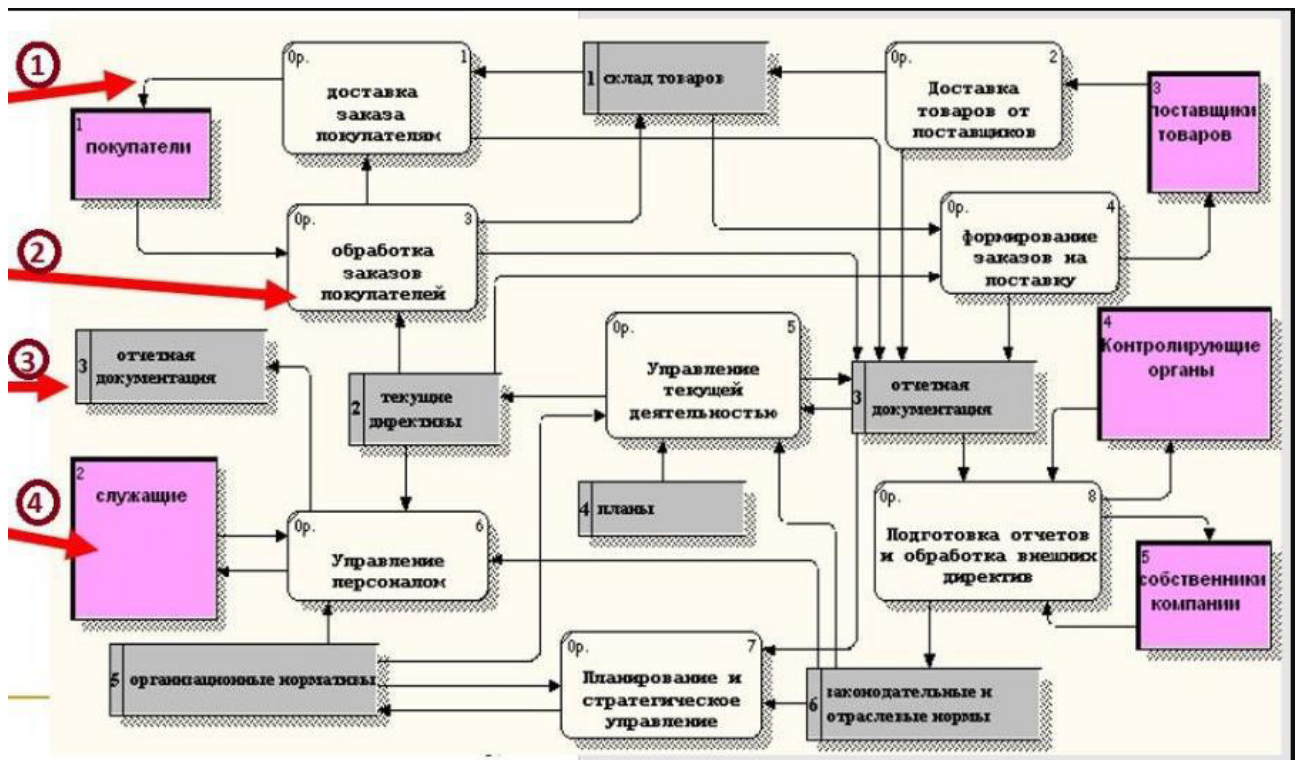 1
0р.
1
доставка
заказа
покупателям
1
склад товаров
0р.
2
Доставка
товаров от
поставщиков
3
поставщики
товаров
1
покупатели
2
0р.
3
обработка
заказов
покупателей
0р.
4
формирование
заказов на
поставку
3
3
отчетная
документация
2
текущие
директивы
0р.
5
Управление
текущей
деятельностью
3
отчетная
документация
4
Контролирующие
органы
4
2
служащие
0р.
6
Управление
персоналом
4
планы
0р.
8
Подготовка отчетов
и обработка внешних
директив
5
собственники
компании
5
организационные нормативы
0р.
7
Планирование и
стратегическое
управление
6
законодательные и
отраслевые нормы